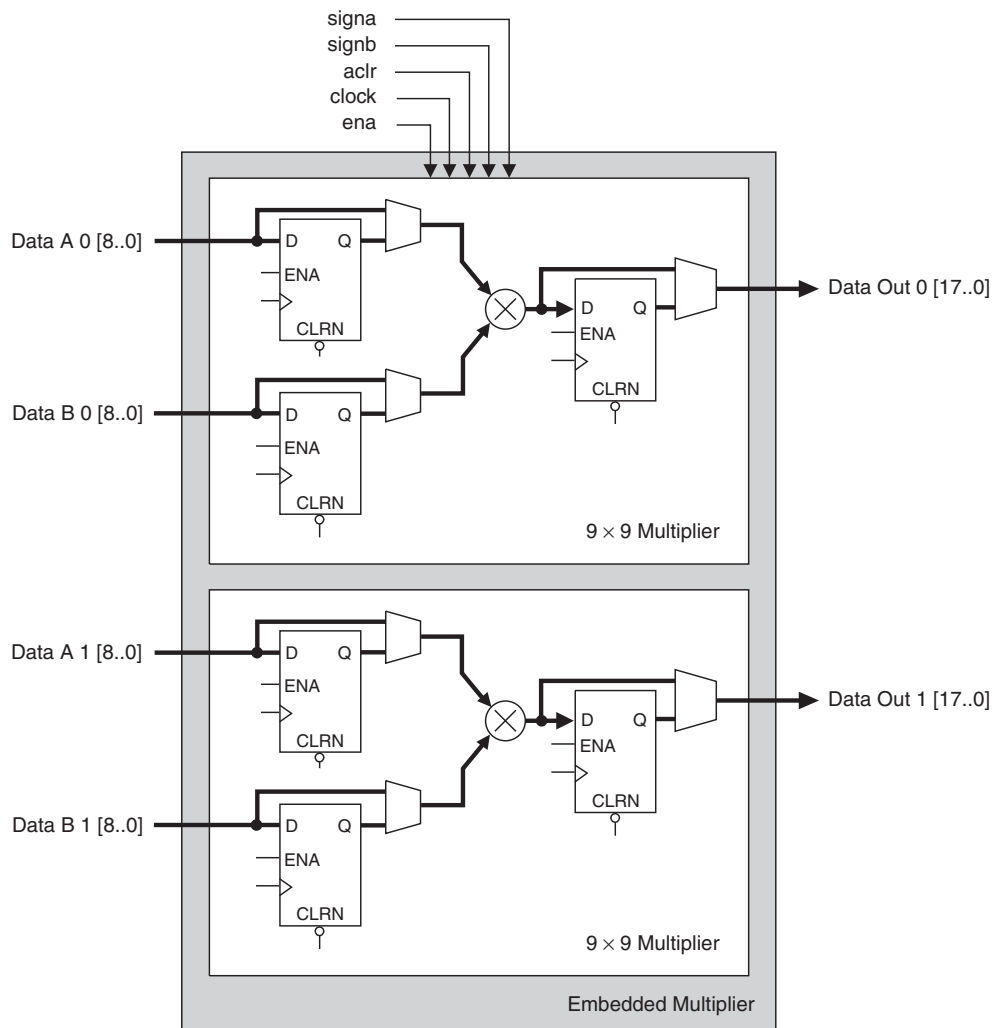 signa
signb
aclr
clock
ena
Data A 0 [8..0]
D Q
ENA
CLRN
Data B 0 [8..0]
D Q
ENA
CLRN
D Q
ENA
CLRN
Data Out 0 [17..0]
9 × 9 Multiplier
Data A 1 [8..0]
D Q
ENA
CLRN
Data B 1 [8..0]
D Q
ENA
CLRN
D Q
ENA
CLRN
Data Out 1 [17..0]
9 × 9 Multiplier
Embedded Multiplier